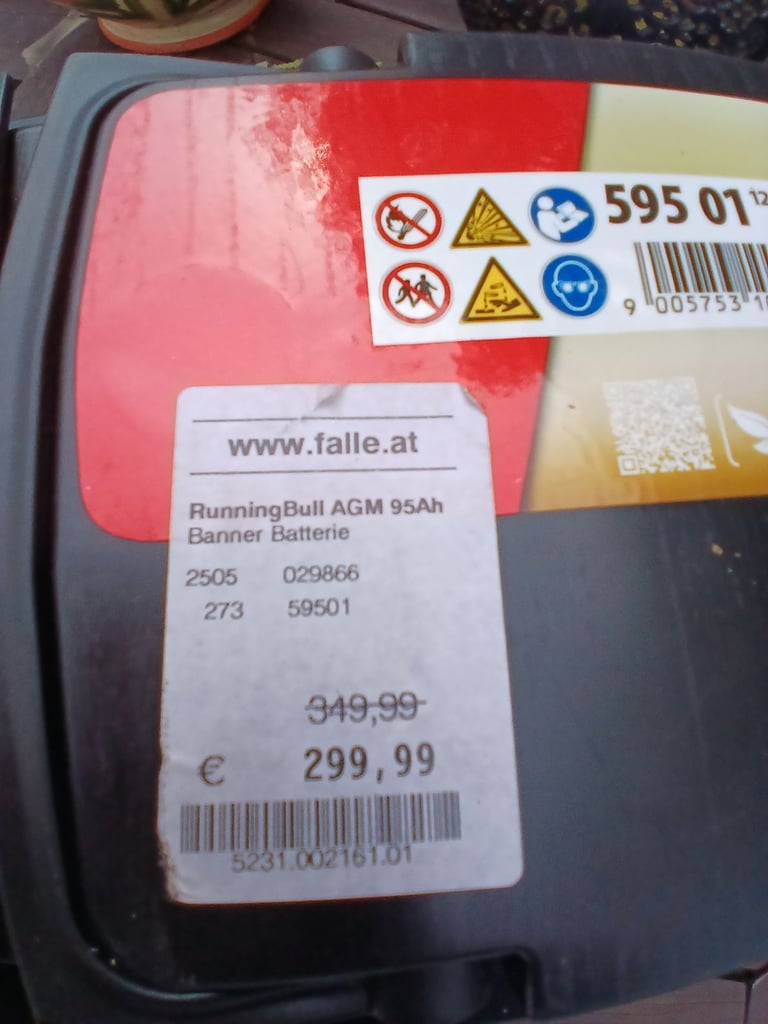 595 01 12
9 005753 1
www.falle.at
RunningBull AGM 95Ah
Banner Batterie
2505 029866
273 59501
349,99
€ 299,99
5231.002161.01